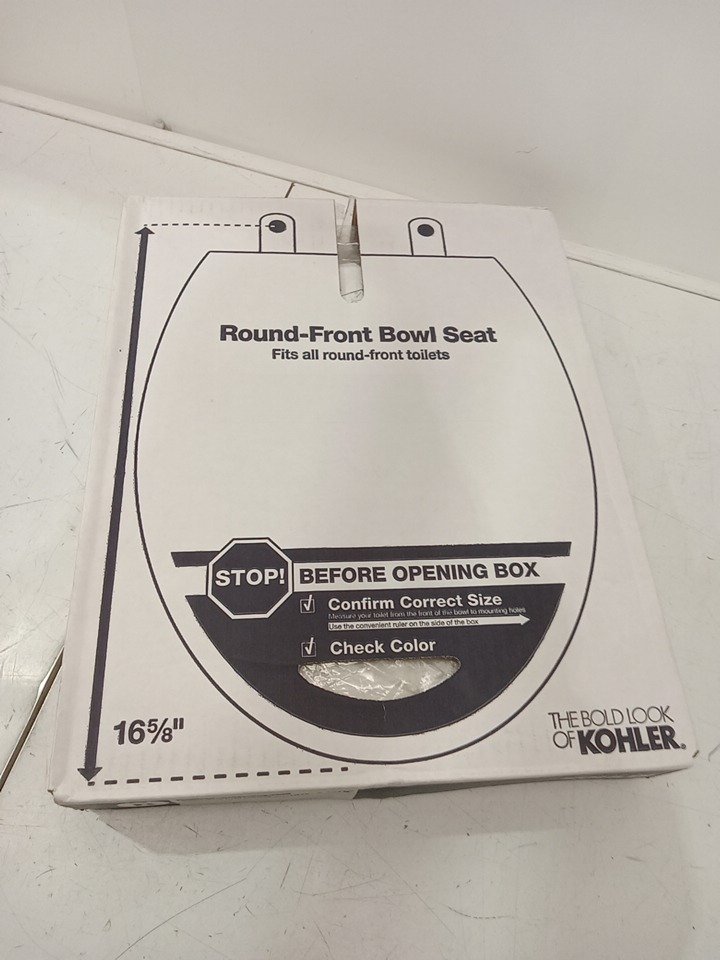 Round-Front Bowl Seat
Fits all round-front toilets
STOP! BEFORE OPENING BOX
Confirm Correct Size
Measure your toilet from the front of the bowl to mounting holes
Use the convenient ruler on the side of the box
Check Color
16⅝"
THE BOLD LOOK
OF KOHLER®